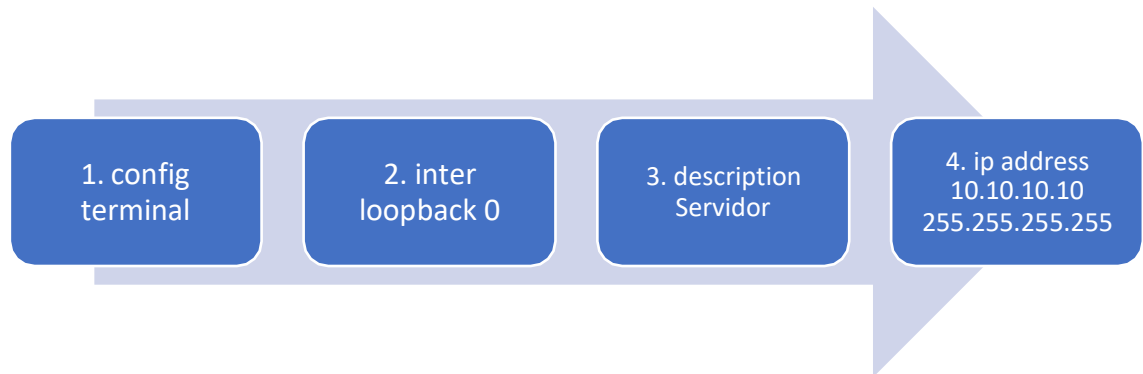 1. config
terminal
2. inter
loopback 0
3. description
Servidor
4. ip address
10.10.10.10
255.255.255.255